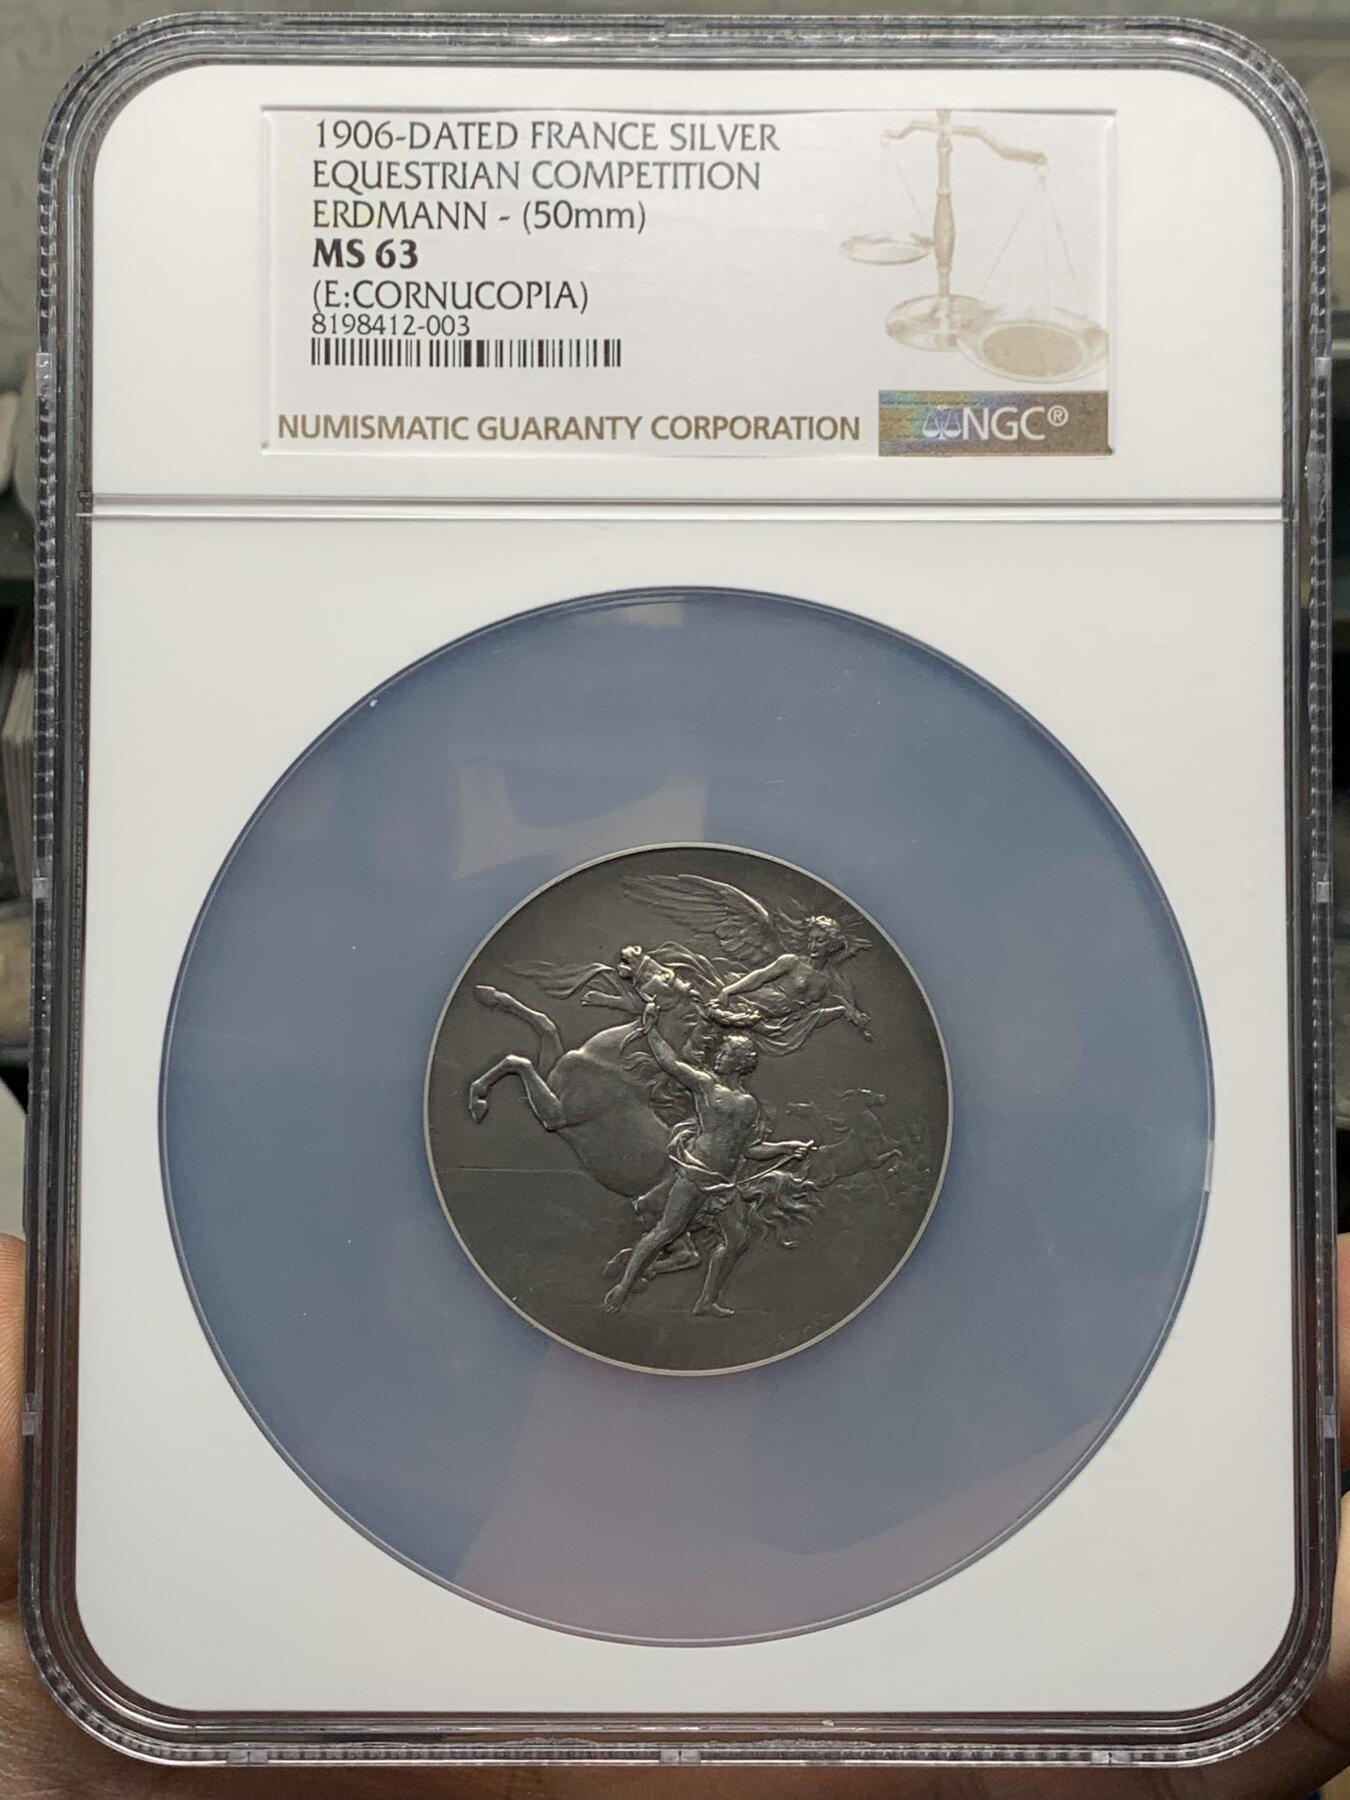 1906-DATED FRANCE SILVER
EQUESTRIAN COMPETITION
ERDMANN - (50mm)
MS 63
(E:CORNUCOPIA)
8198412-003
NUMISMATIC GUARANTY CORPORATION
NGC®